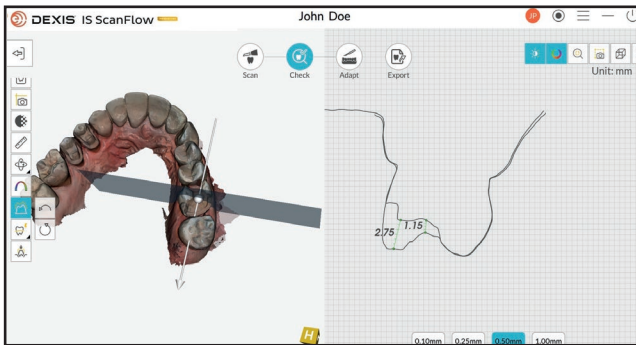 DEXIS IS ScanFlow
John Doe
JP
Scan
Check
Adapt
Export
Unit: mm
2.75
1.15
H
0.10mm
0.25mm
0.50mm
1.00mm